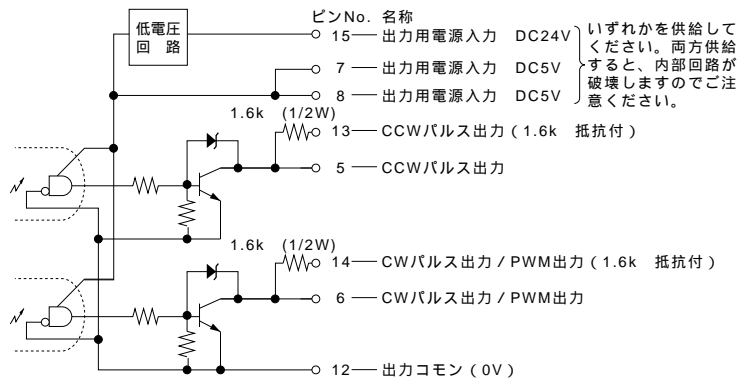 ピンNo. 名称
低電圧
回 路
15 出力用電源入力 DC24V
7 出力用電源入力 DC5V
8 出力用電源入力 DC5V
いずれかを供給して
ください。両方供給
すると、内部回路が
破壊しますのでご注
意ください。
1.6k (1/2W)
13 CCWパルス出力(1.6k 抵抗付)
5 CCWパルス出力
1.6k (1/2W)
14 CWパルス出力/PWM出力(1.6k 抵抗付)
6 CWパルス出力/PWM出力
12 出力コモン(0V)